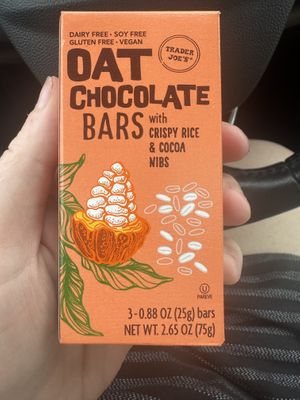 DAIRY FREE • SOY FREE
GLUTEN FREE • VEGAN
TRADER
JOE'S
OAT
CHOCOLATE
BARS with
CRISPY RICE
& COCOA
NIBS
U
PAREVE
3-0.88 OZ (25g) bars
NET WT. 2.65 OZ (75g)